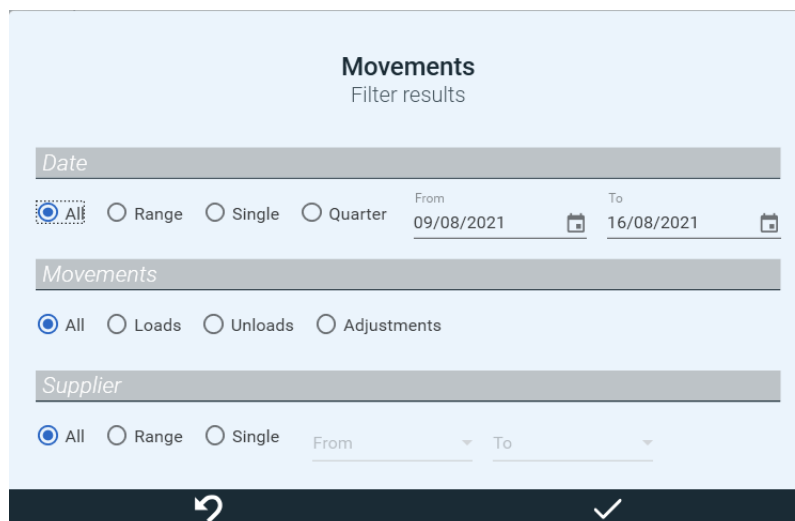 Movements
Filter results
Date
All Range Single Quarter From 09/08/2021 To 16/08/2021
Movements
All Loads Unloads Adjustments
Supplier
All Range Single From To